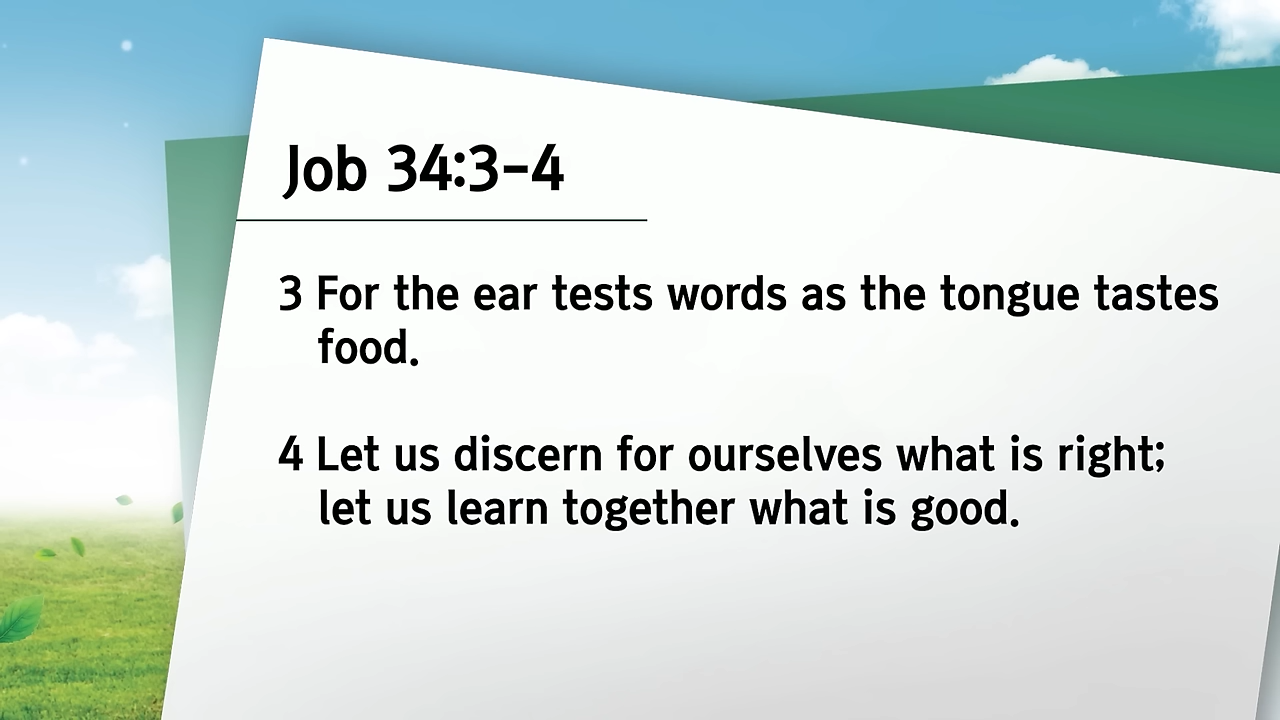 Job 34:3-4
3 For the ear tests words as the tongue tastes
food.
4 Let us discern for ourselves what is right;
let us learn together what is good.